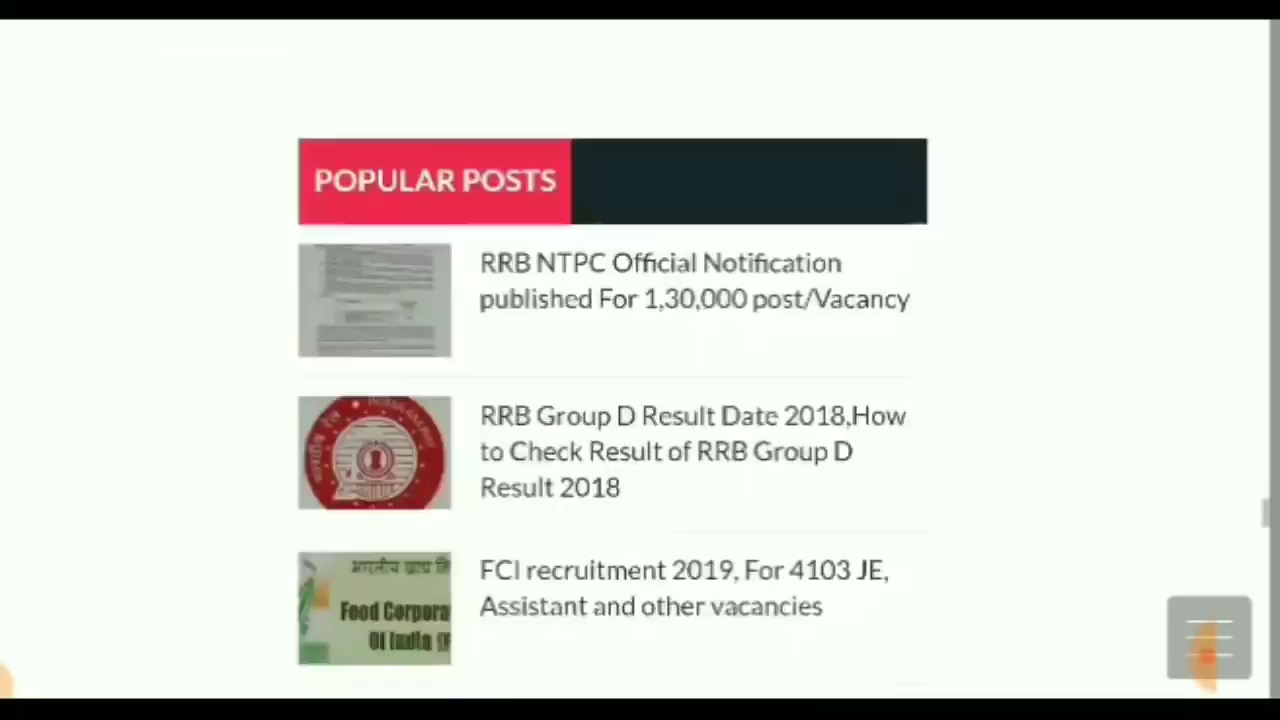 POPULAR POSTS
RRB NTPC Official Notification
published For 1,30,000 post/Vacancy
RRB Group D Result Date 2018,How
to Check Result of RRB Group D
Result 2018
भारतीय खाद्य नि
Food Corpora
Of India
FCI recruitment 2019, For 4103 JE,
Assistant and other vacancies